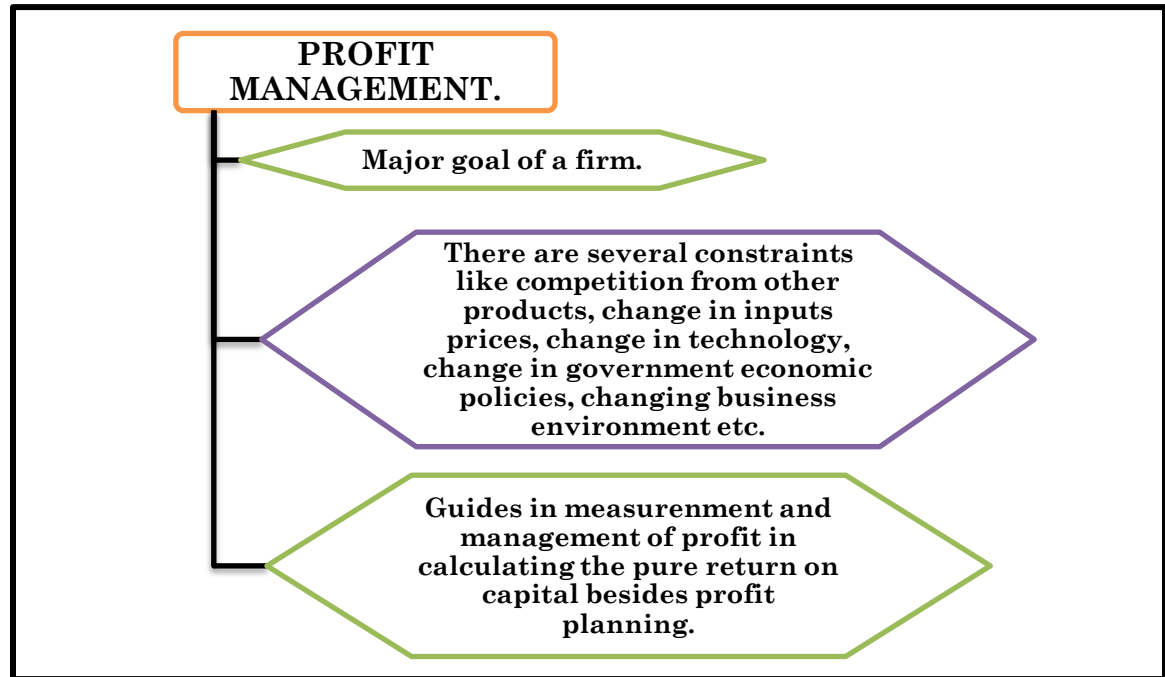 PROFIT
MANAGEMENT.
Major goal of a firm.
There are several constraints
like competition from other
products, change in inputs
prices, change in technology,
change in government economic
policies, changing business
environment etc.
Guides in measurenment and
management of profit in
calculating the pure return on
capital besides profit
planning.